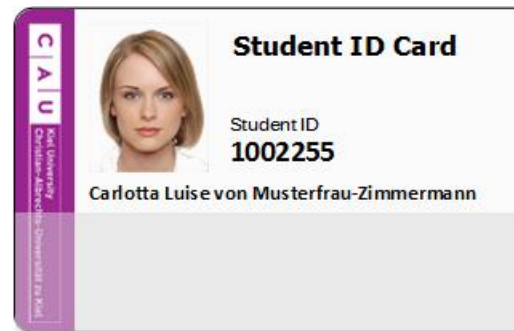 Student ID Card
Student ID
1002255
Carlotta Luise von Musterfrau-Zimmermann
C | A | U
Kiel University
Christian-Albrechts-Universität zu Kiel